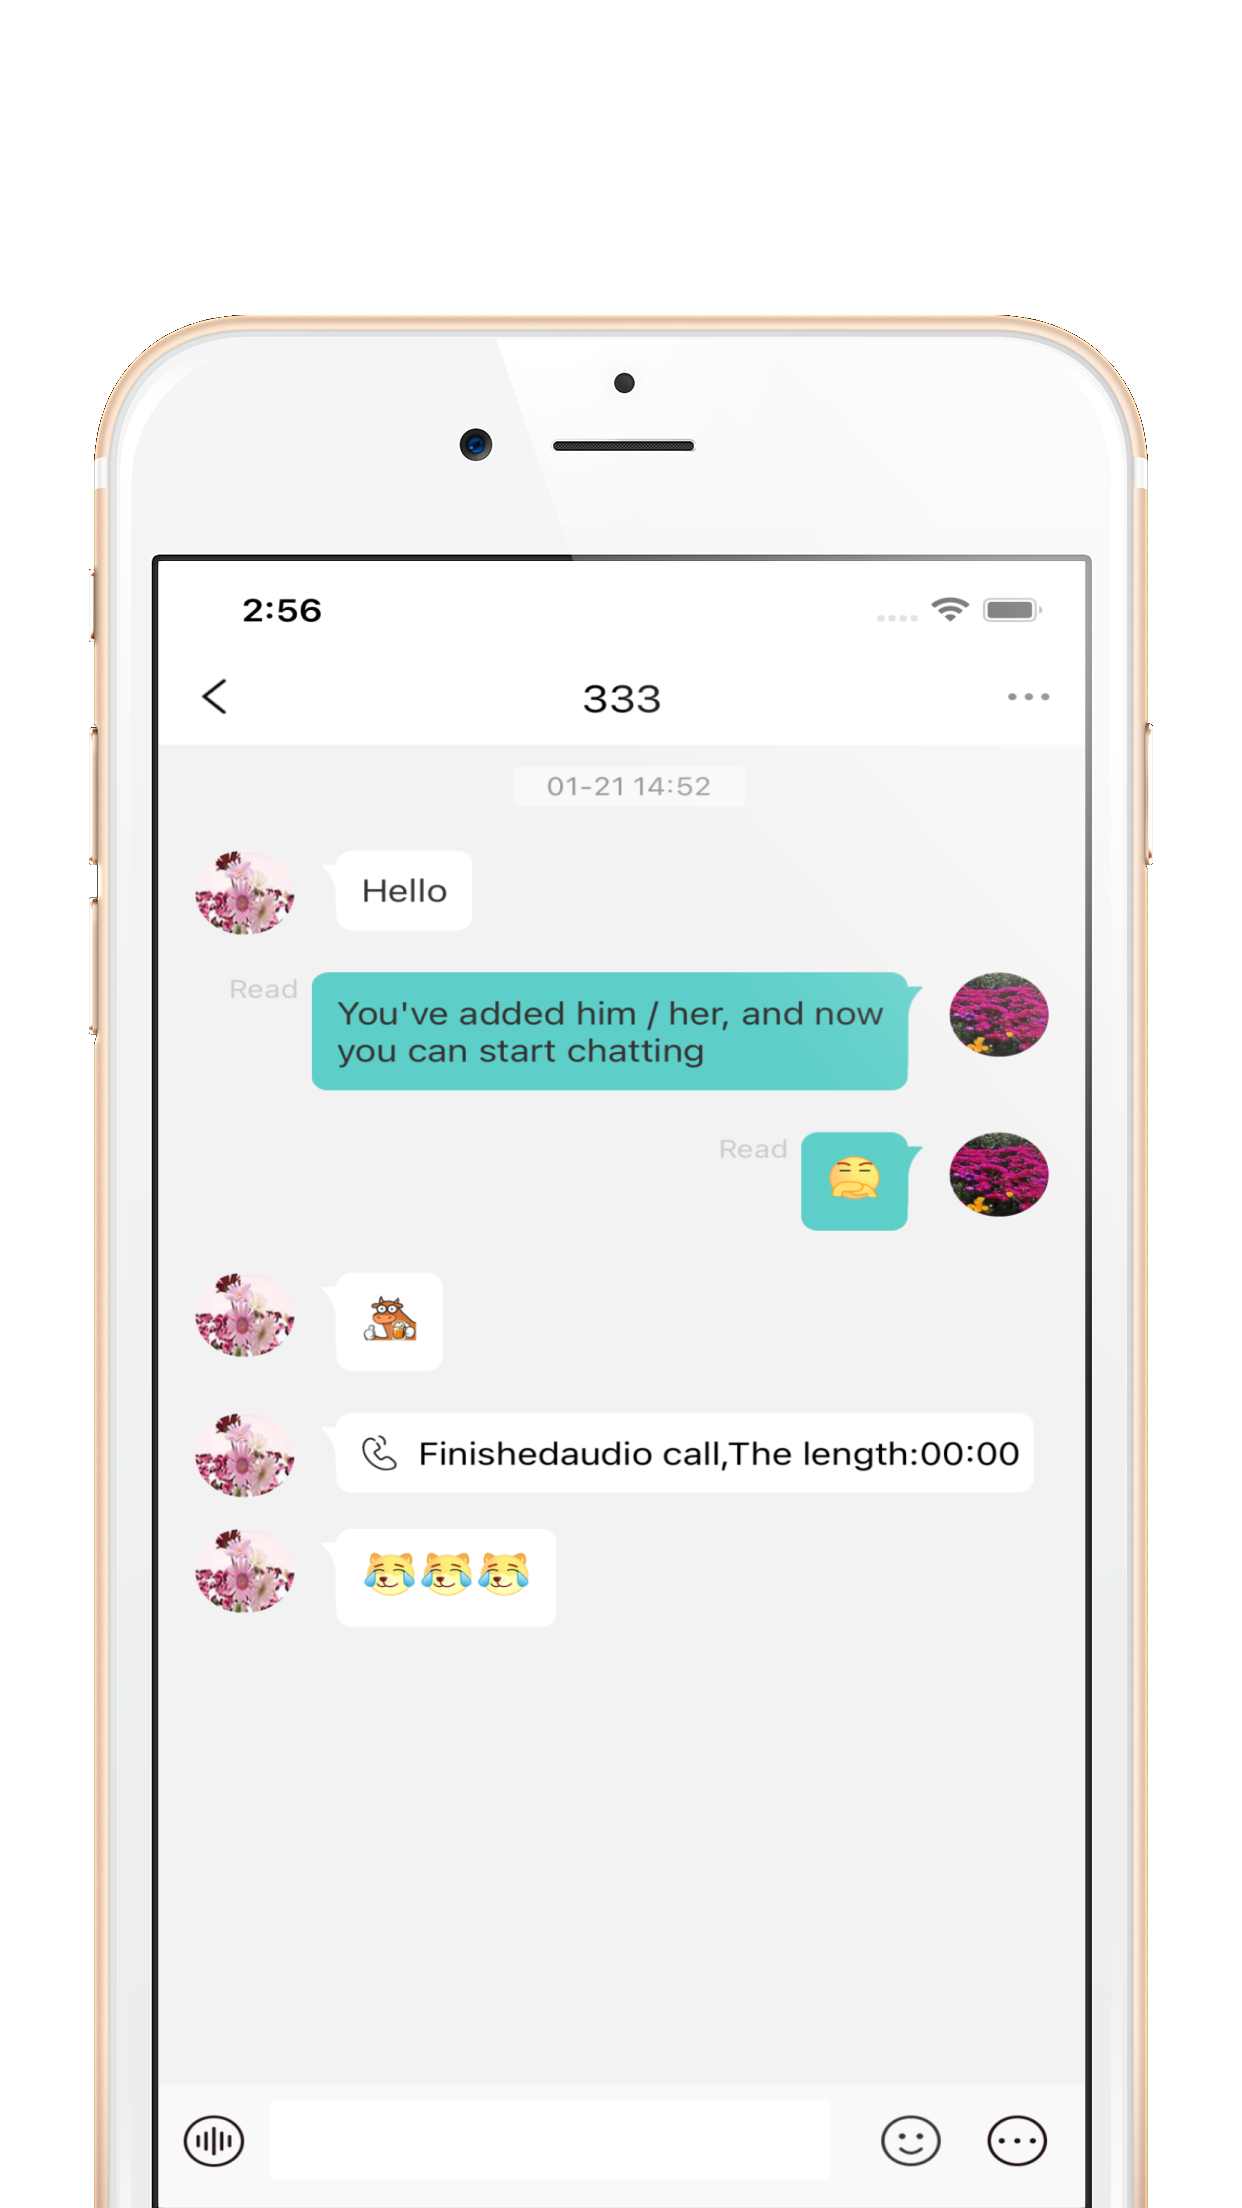 2:56
333
01-21 14:52
Hello
Read
You've added him / her, and now
you can start chatting
Read
Finishedaudio call,The length:00:00